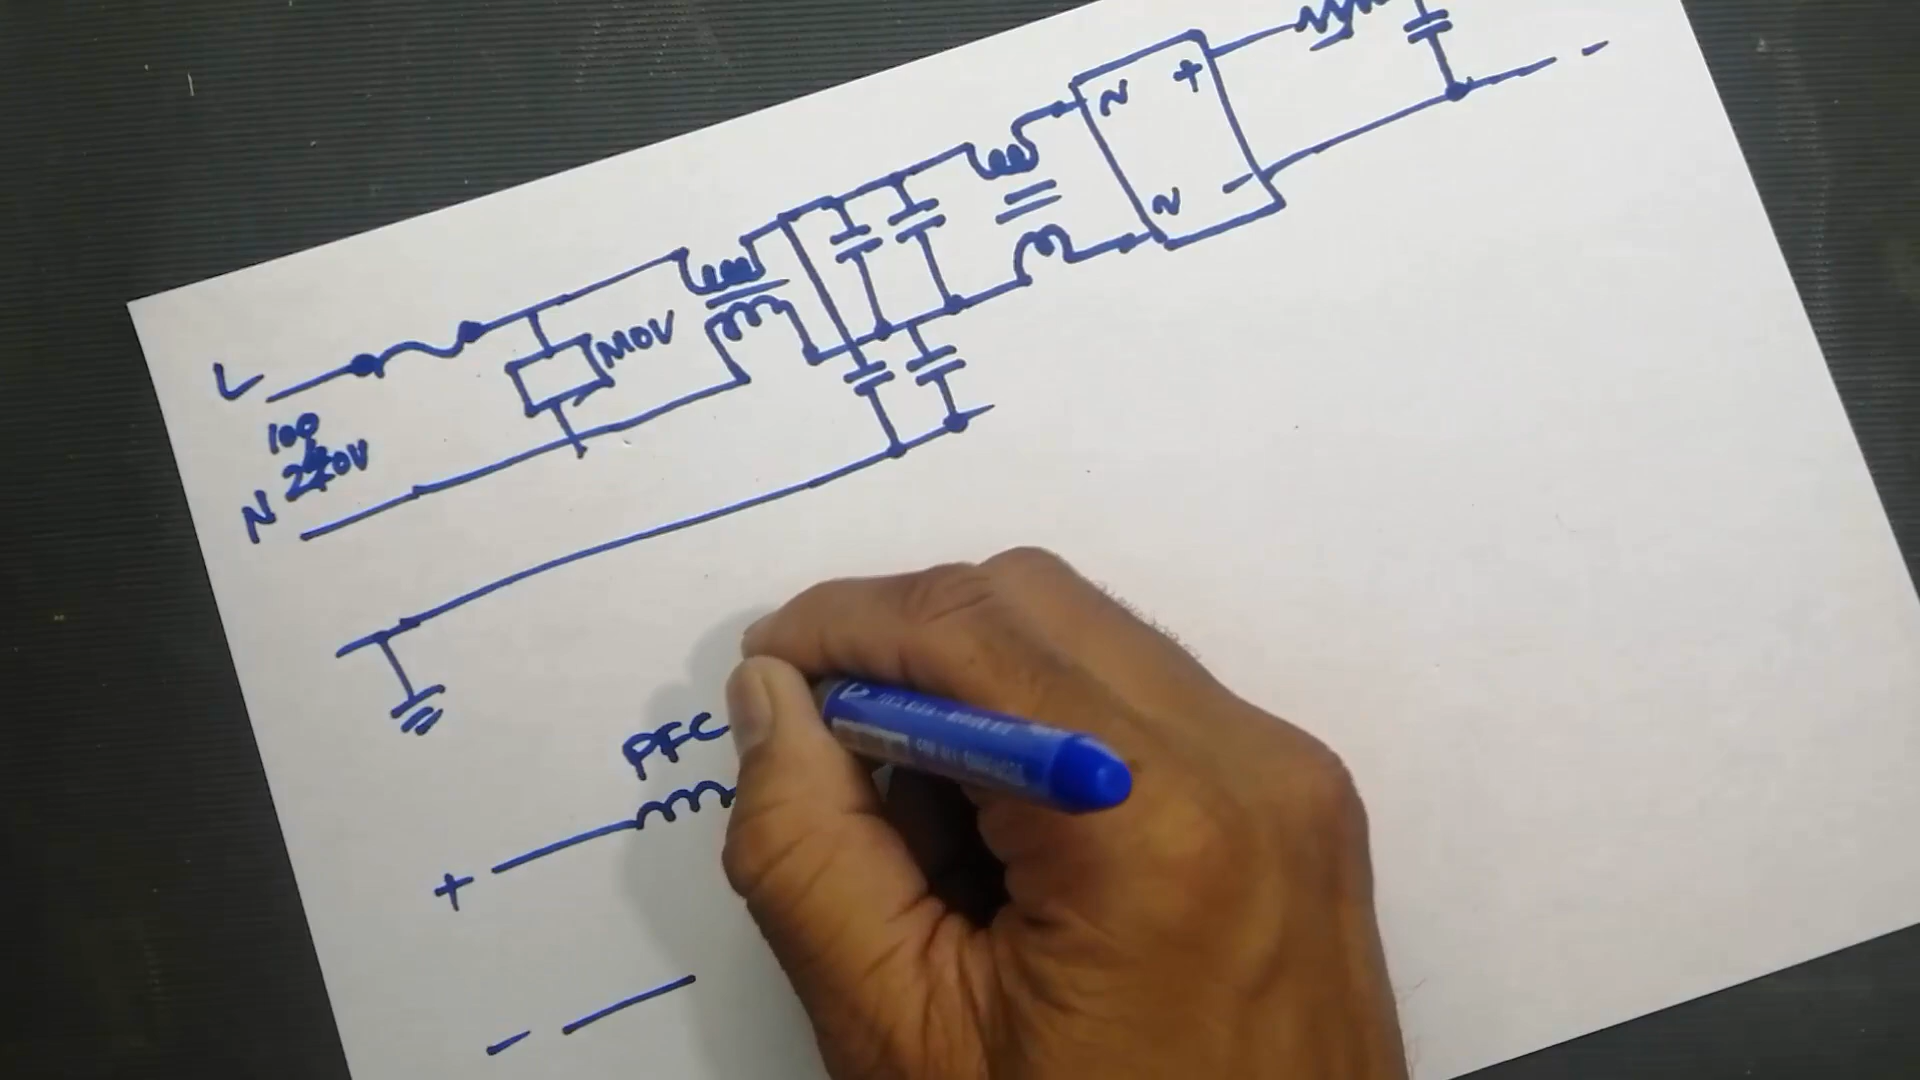 L
100
240V
N
MOV
~ +
~ -
-
PFC
+
-